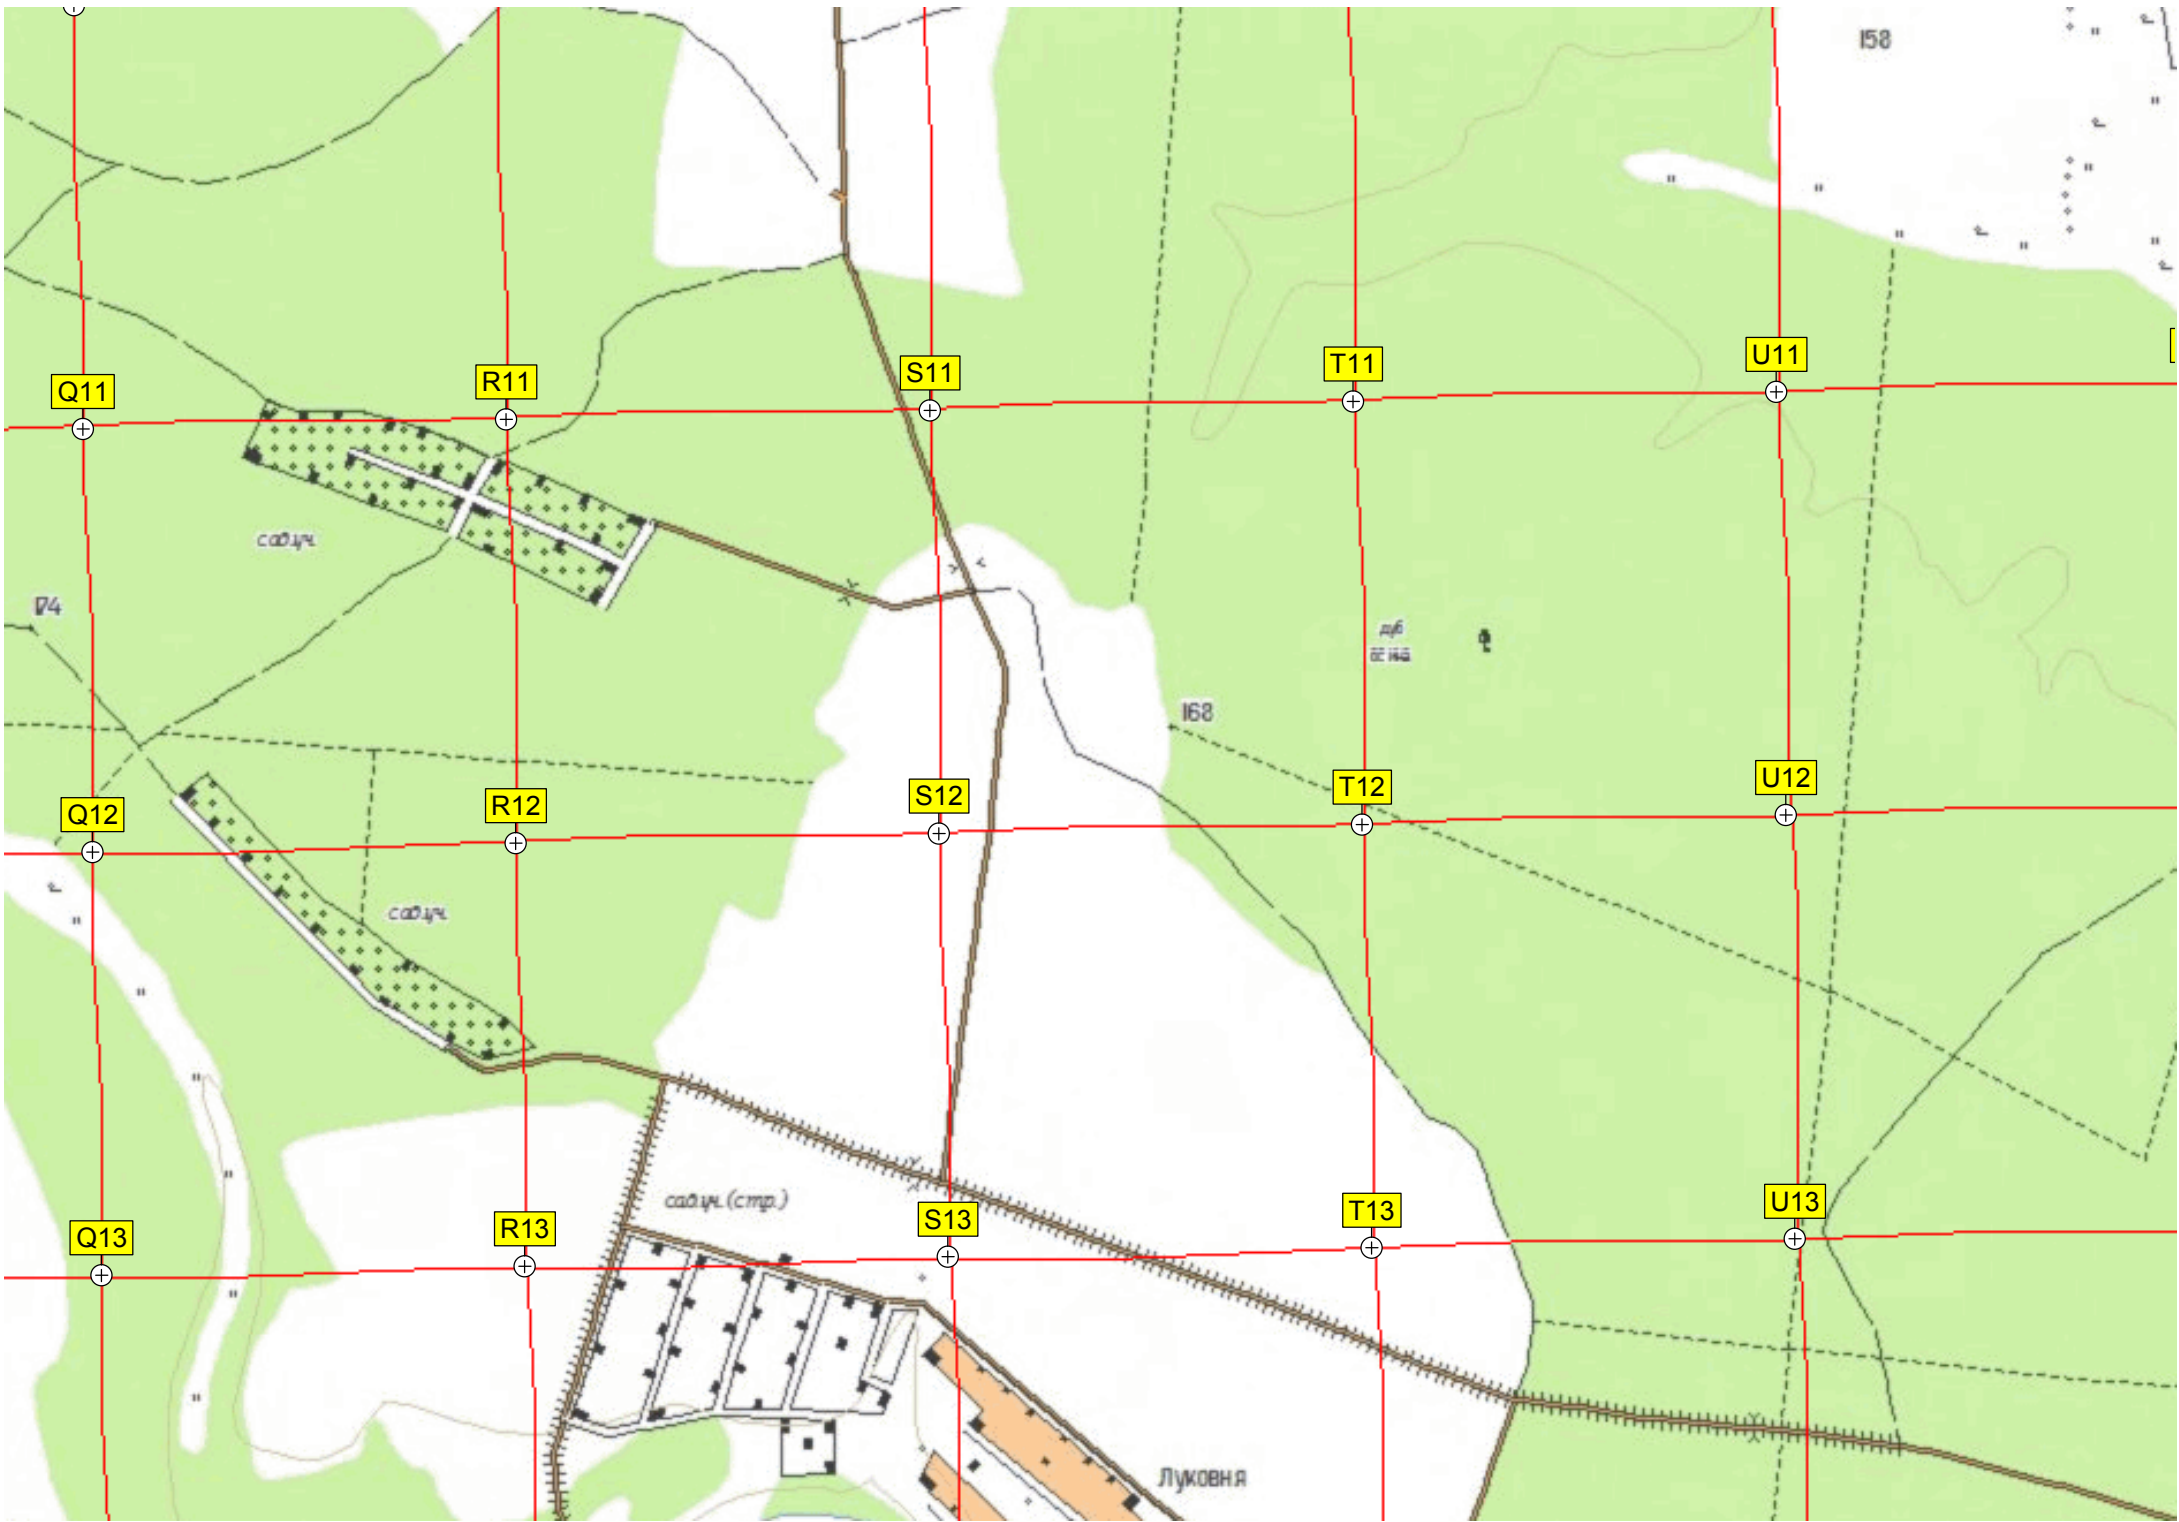 158
Q11
R11
S11
T11
U11
сад.уч.
174
дуб
осина
168
Q12
R12
S12
T12
U12
сад.уч.
сад.уч.(стр.)
Q13
R13
S13
T13
U13
Луковня